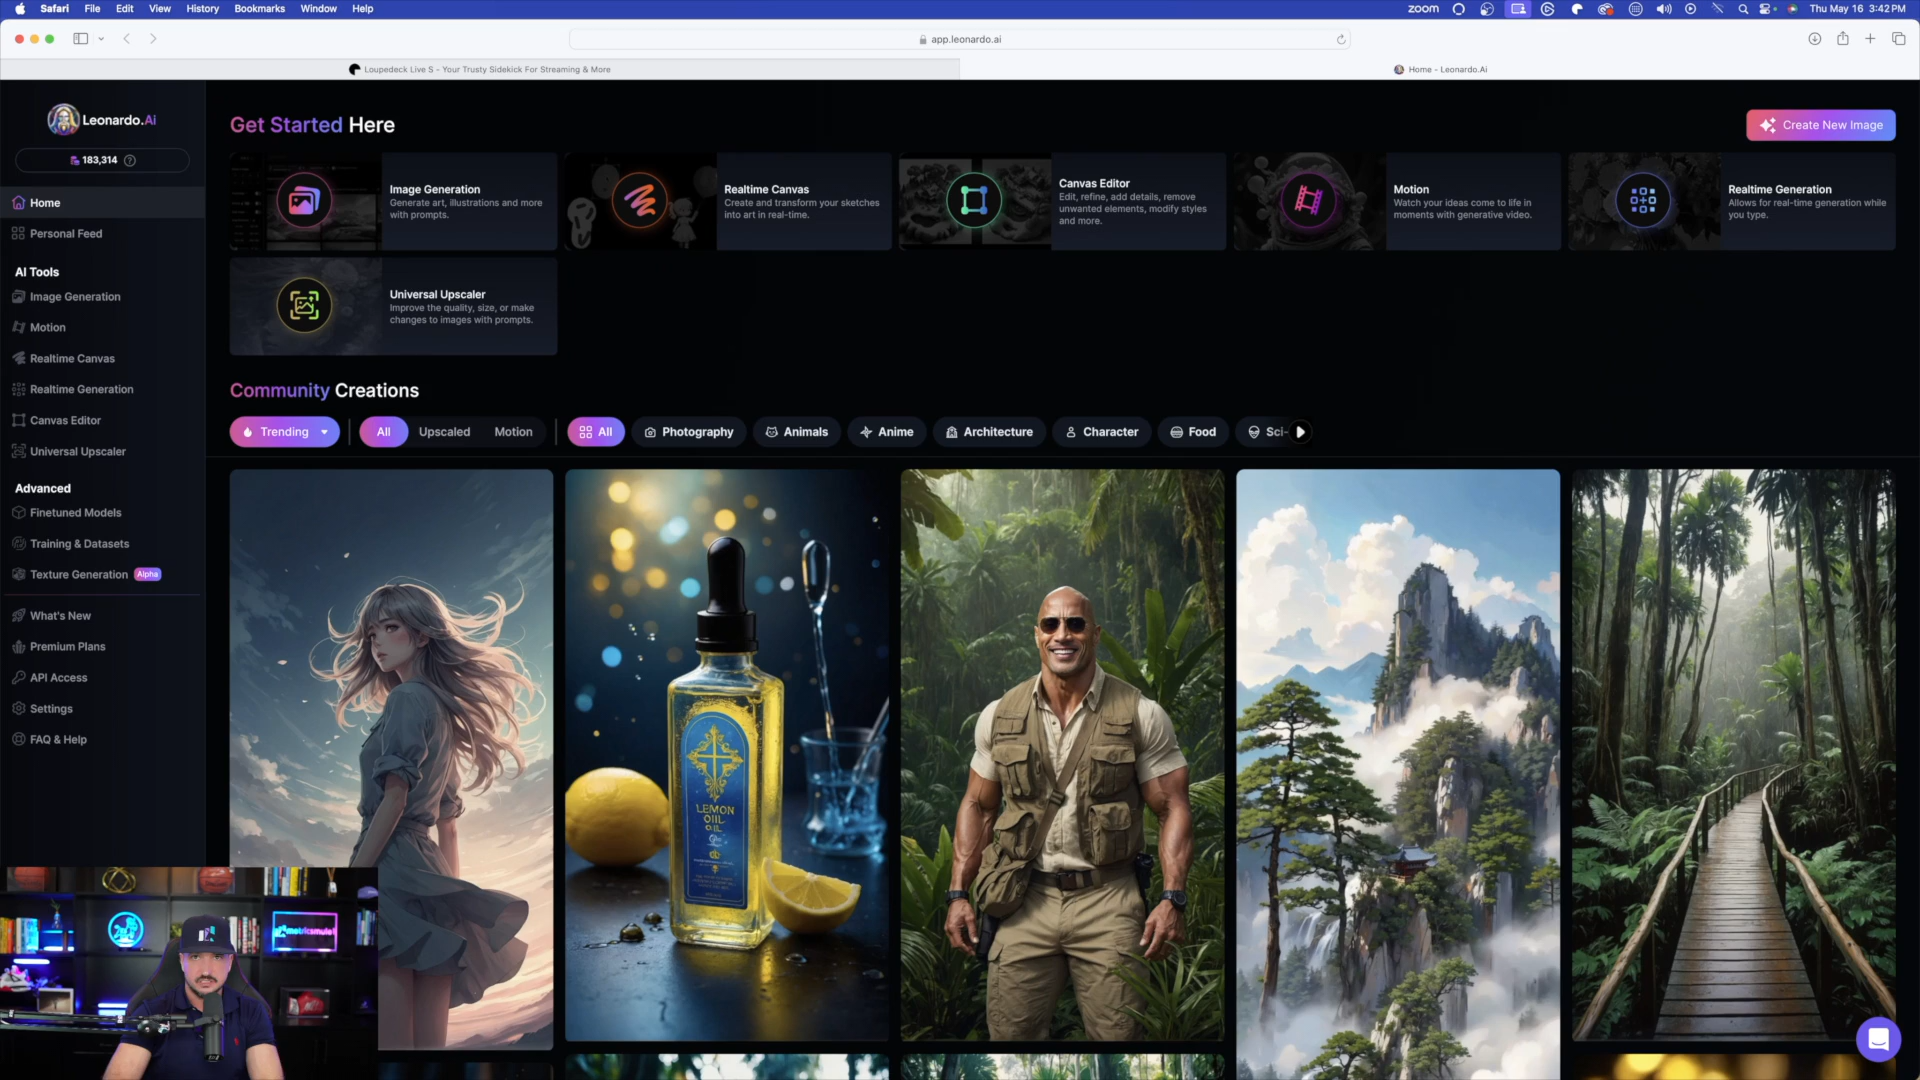 Safari File Edit View History Bookmarks Window Help
zoom
Thu May 16 3:42 PM
app.leonardo.ai
Loupedeck Live S - Your Trusty Sidekick For Streaming & More
Home - Leonardo.Ai
Leonardo.Ai
183,314
Home
Personal Feed
AI Tools
Image Generation
Motion
Realtime Canvas
Realtime Generation
Canvas Editor
Universal Upscaler
Advanced
Finetuned Models
Training & Datasets
Texture Generation Alpha
What's New
Premium Plans
API Access
Settings
FAQ & Help
Get Started Here
Create New Image
Image Generation
Generate art, illustrations and more
with prompts.
Realtime Canvas
Create and transform your sketches
into art in real-time.
Canvas Editor
Edit, refine, add details, remove
unwanted elements, modify styles
and more.
Motion
Watch your ideas come to life in
moments with generative video.
Realtime Generation
Allows for real-time generation while
you type.
Universal Upscaler
Improve the quality, size, or make
changes to images with prompts.
Community Creations
Trending All Upscaled Motion All Photography Animals Anime Architecture Character Food Sci-
LEMON
OIIL
OIL